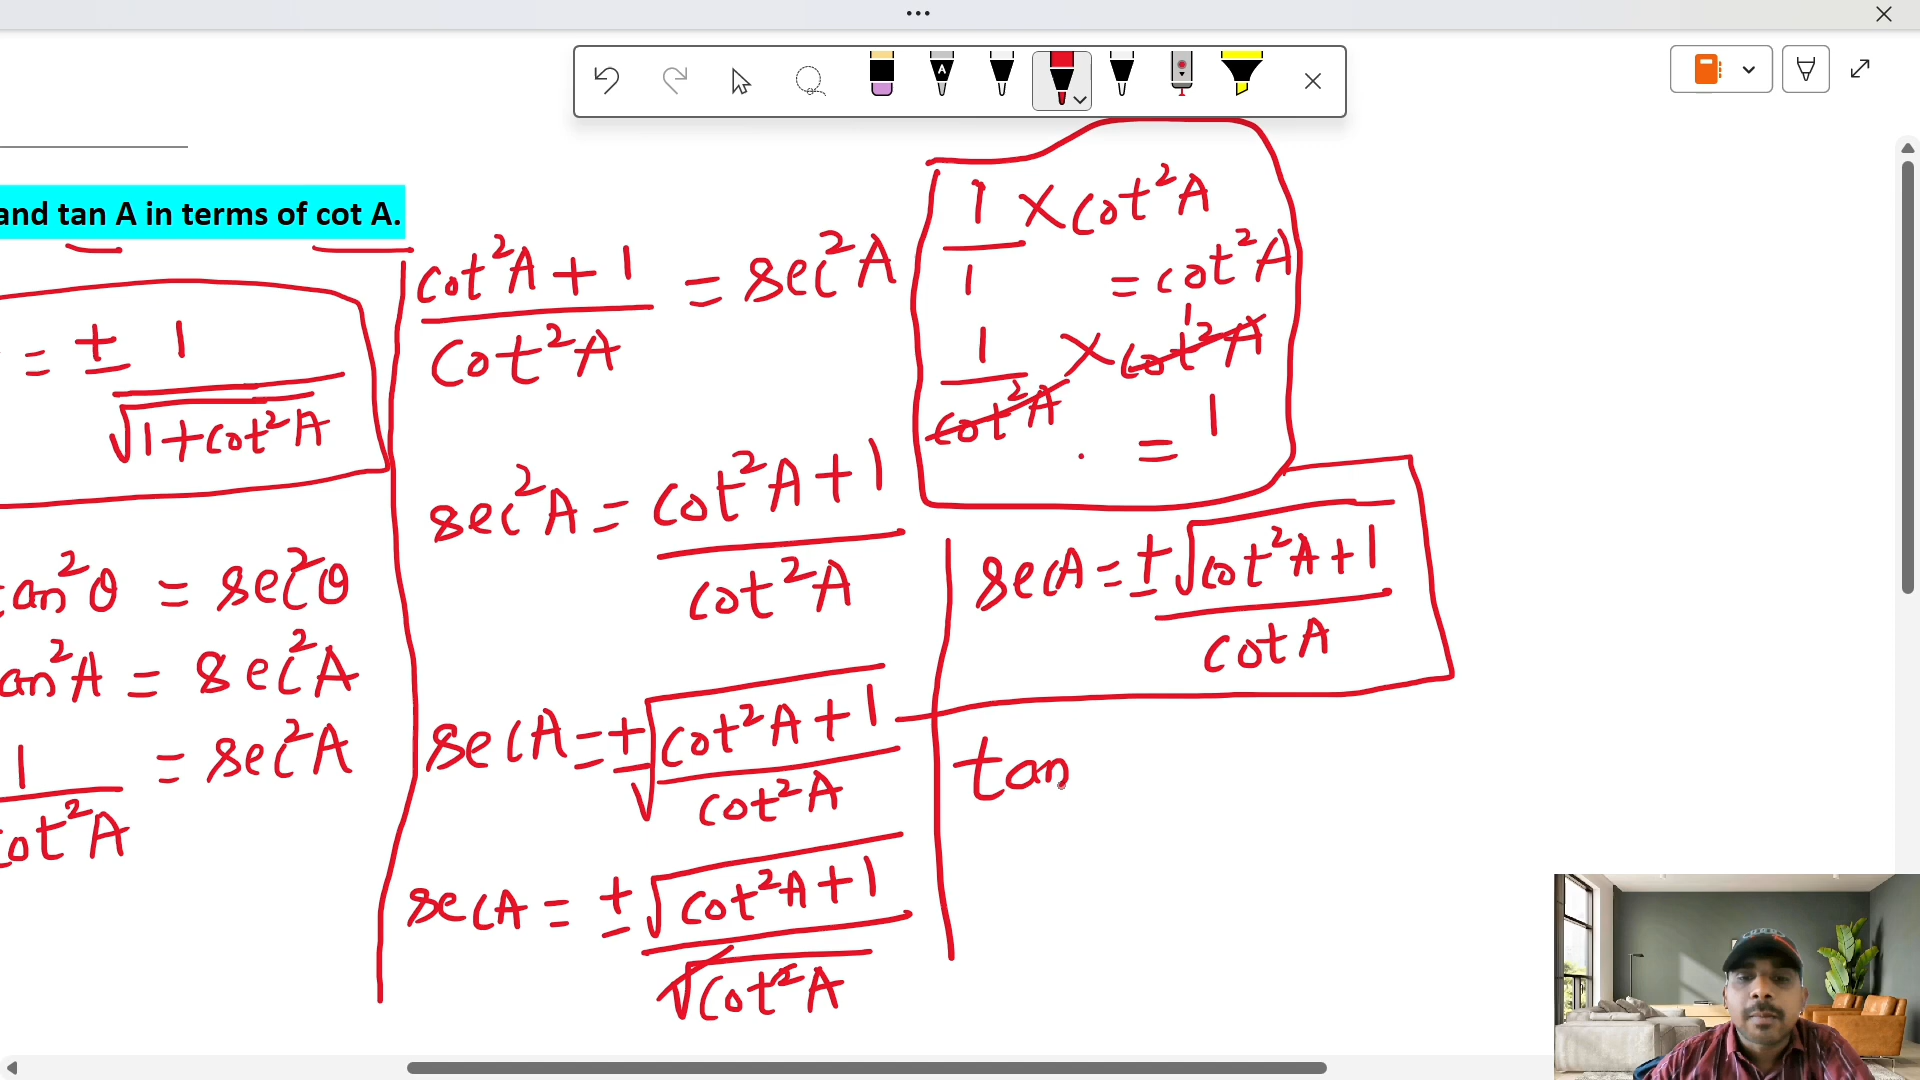 and tan A in terms of cot A.
= ± 1
√1+cot²A
tan²θ = sec²θ
tan²A = sec²A
1 = sec²A
cot²A
cot²A + 1 = sec²A
cot²A
sec²A = cot²A + 1
cot²A
secA = ± √cot²A + 1
cot²A
secA = ± √cot²A + 1
√cot²A
1 × cot²A
1 = cot²A
1 × cot²A 1
cot²A
= 1
secA = ± √cot²A + 1
cot A
tan